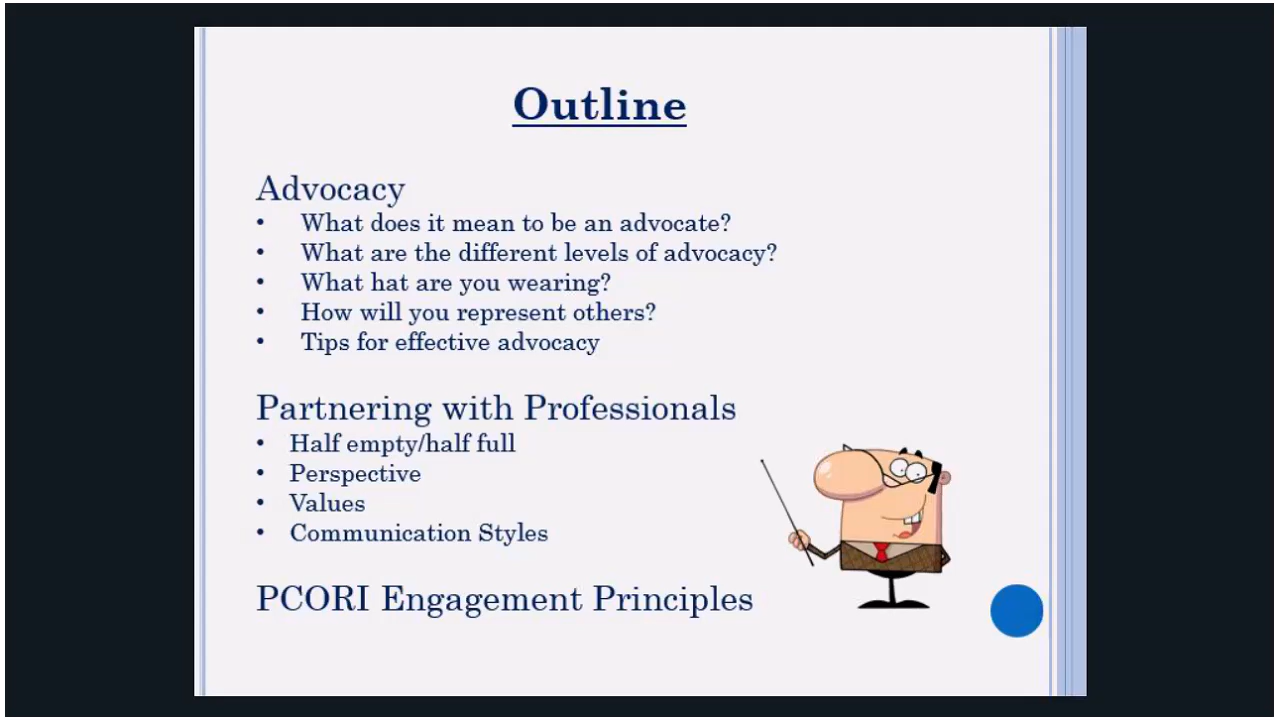 Outline
Advocacy
• What does it mean to be an advocate?
• What are the different levels of advocacy?
• What hat are you wearing?
• How will you represent others?
• Tips for effective advocacy
Partnering with Professionals
• Half empty/half full
• Perspective
• Values
• Communication Styles
PCORI Engagement Principles